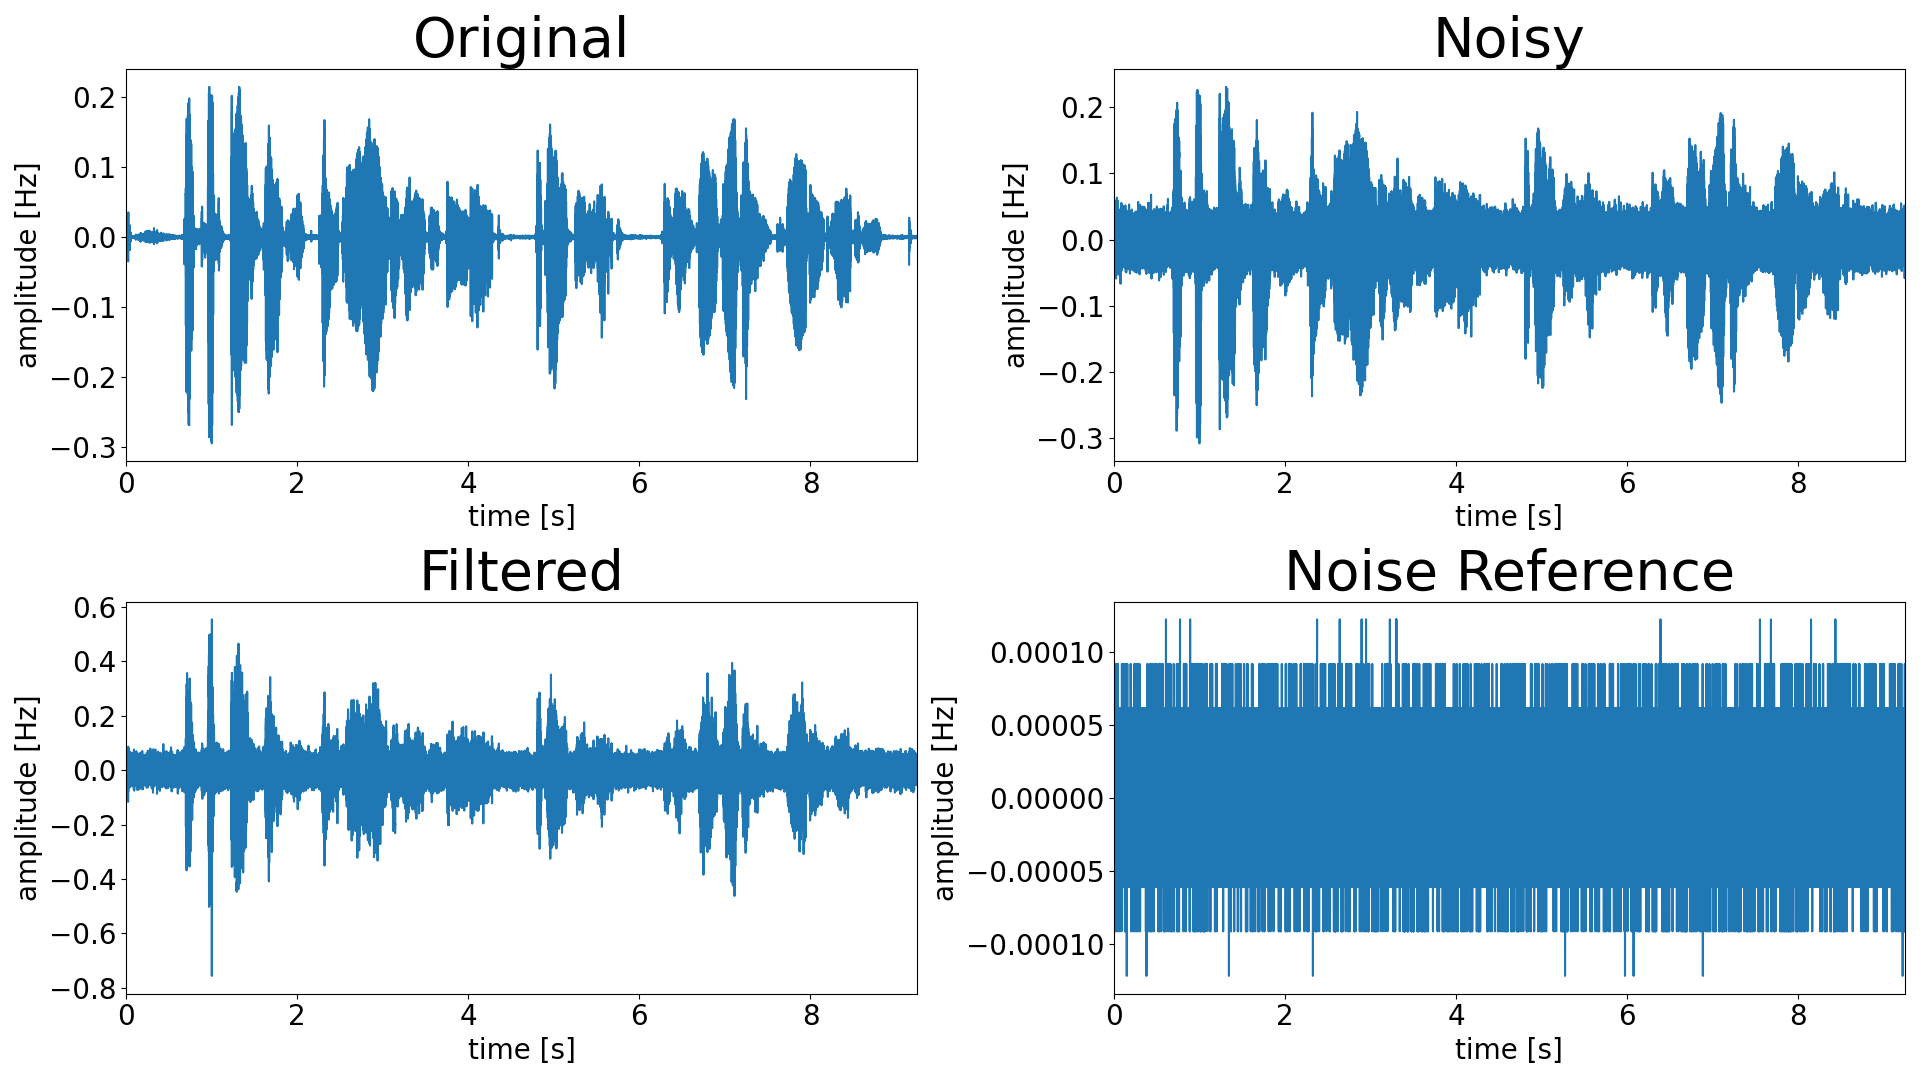 Original
amplitude [Hz]
0.2
0.1
0.0
−0.1
−0.2
−0.3
0 2 4 6 8
time [s]
Noisy
amplitude [Hz]
0.2
0.1
0.0
−0.1
−0.2
−0.3
0 2 4 6 8
time [s]
Filtered
amplitude [Hz]
0.6
0.4
0.2
0.0
−0.2
−0.4
−0.6
−0.8
0 2 4 6 8
time [s]
Noise Reference
amplitude [Hz]
0.00010
0.00005
0.00000
−0.00005
−0.00010
0 2 4 6 8
time [s]